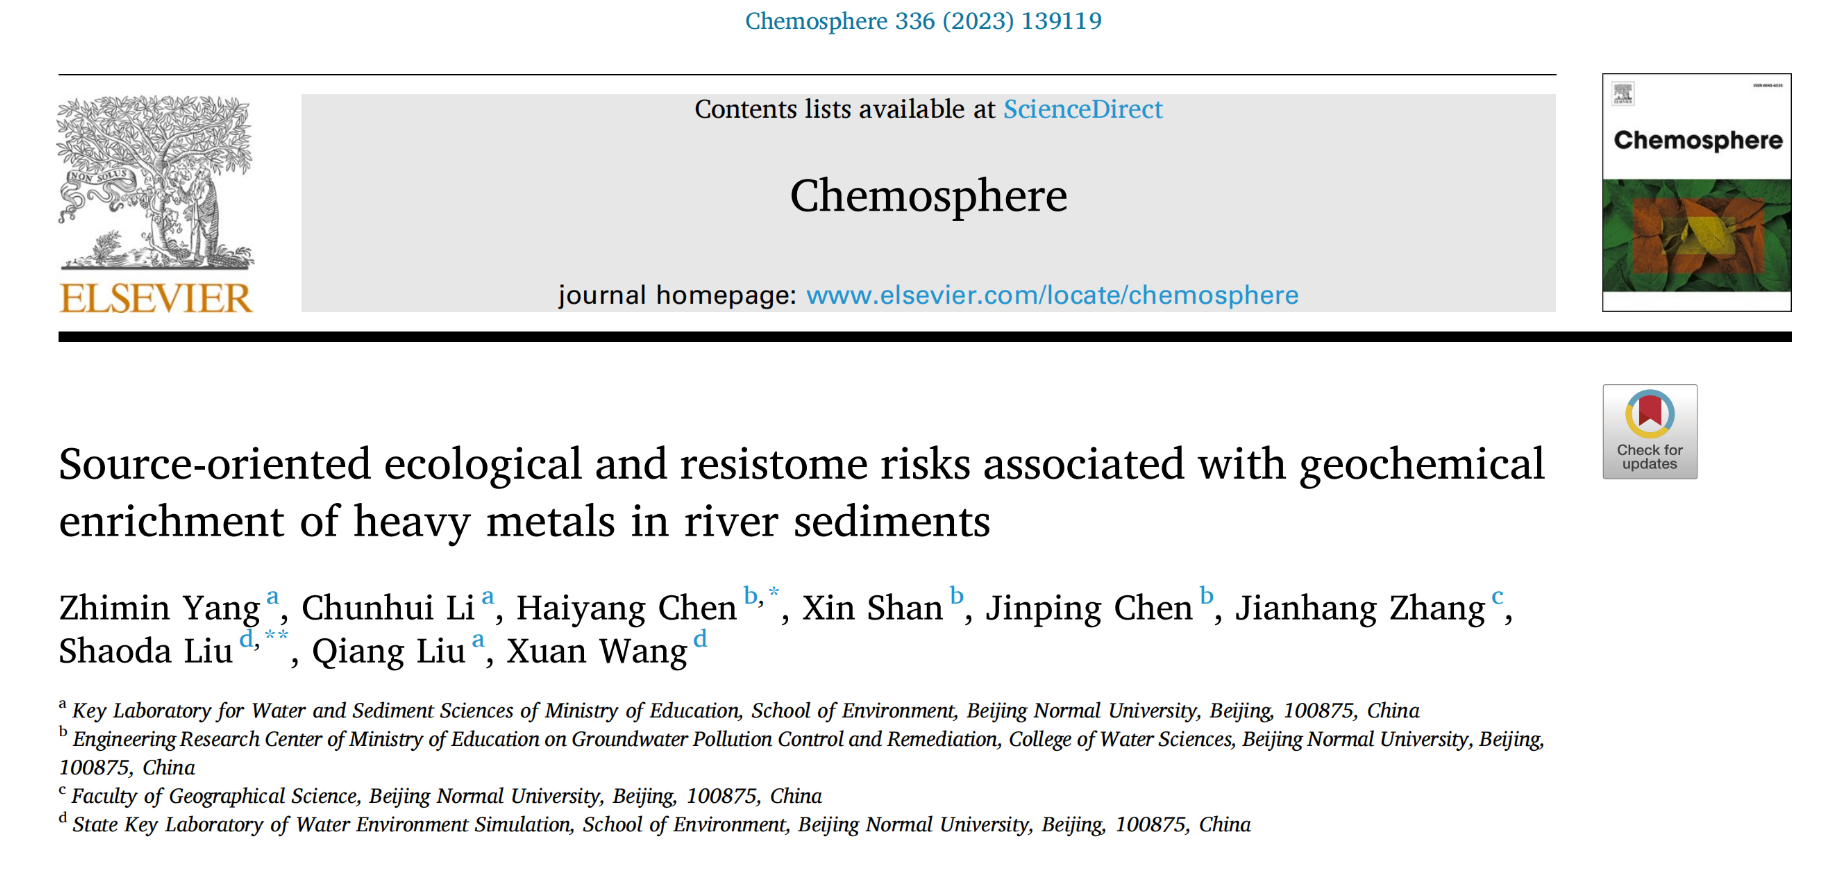 Chemosphere 336 (2023) 139119
Contents lists available at ScienceDirect
Chemosphere
journal homepage: www.elsevier.com/locate/chemosphere
NON SOLUS
ELSEVIER
ELSEVIER
Chemosphere
Check for
updates
Source-oriented ecological and resistome risks associated with geochemical
enrichment of heavy metals in river sediments
Zhimin Yang a, Chunhui Li a, Haiyang Chen b,*, Xin Shan b, Jinping Chen b, Jianhang Zhang c,
Shaoda Liu d,**, Qiang Liu a, Xuan Wang d
a Key Laboratory for Water and Sediment Sciences of Ministry of Education, School of Environment, Beijing Normal University, Beijing, 100875, China
b Engineering Research Center of Ministry of Education on Groundwater Pollution Control and Remediation, College of Water Sciences, Beijing Normal University, Beijing,
100875, China
c Faculty of Geographical Science, Beijing Normal University, Beijing, 100875, China
d State Key Laboratory of Water Environment Simulation, School of Environment, Beijing Normal University, Beijing, 100875, China